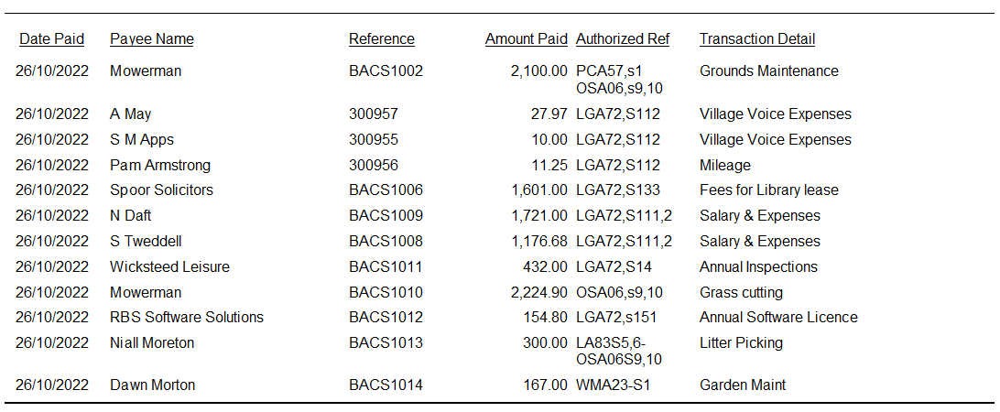 Date Paid Payee Name Reference Amount Paid Authorized Ref Transaction Detail
26/10/2022 Mowerman BACS1002 2,100.00 PCA57,s1 Grounds Maintenance
OSA06,s9,10
26/10/2022 A May 300957 27.97 LGA72,S112 Village Voice Expenses
26/10/2022 S M Apps 300955 10.00 LGA72,S112 Village Voice Expenses
26/10/2022 Pam Armstrong 300956 11.25 LGA72,S112 Mileage
26/10/2022 Spoor Solicitors BACS1006 1,601.00 LGA72,S133 Fees for Library lease
26/10/2022 N Daft BACS1009 1,721.00 LGA72,S111,2 Salary & Expenses
26/10/2022 S Tweddell BACS1008 1,176.68 LGA72,S111,2 Salary & Expenses
26/10/2022 Wicksteed Leisure BACS1011 432.00 LGA72,S14 Annual Inspections
26/10/2022 Mowerman BACS1010 2,224.90 OSA06,s9,10 Grass cutting
26/10/2022 RBS Software Solutions BACS1012 154.80 LGA72,s151 Annual Software Licence
26/10/2022 Niall Moreton BACS1013 300.00 LA83S5,6- Litter Picking
OSA06S9,10
26/10/2022 Dawn Morton BACS1014 167.00 WMA23-S1 Garden Maint